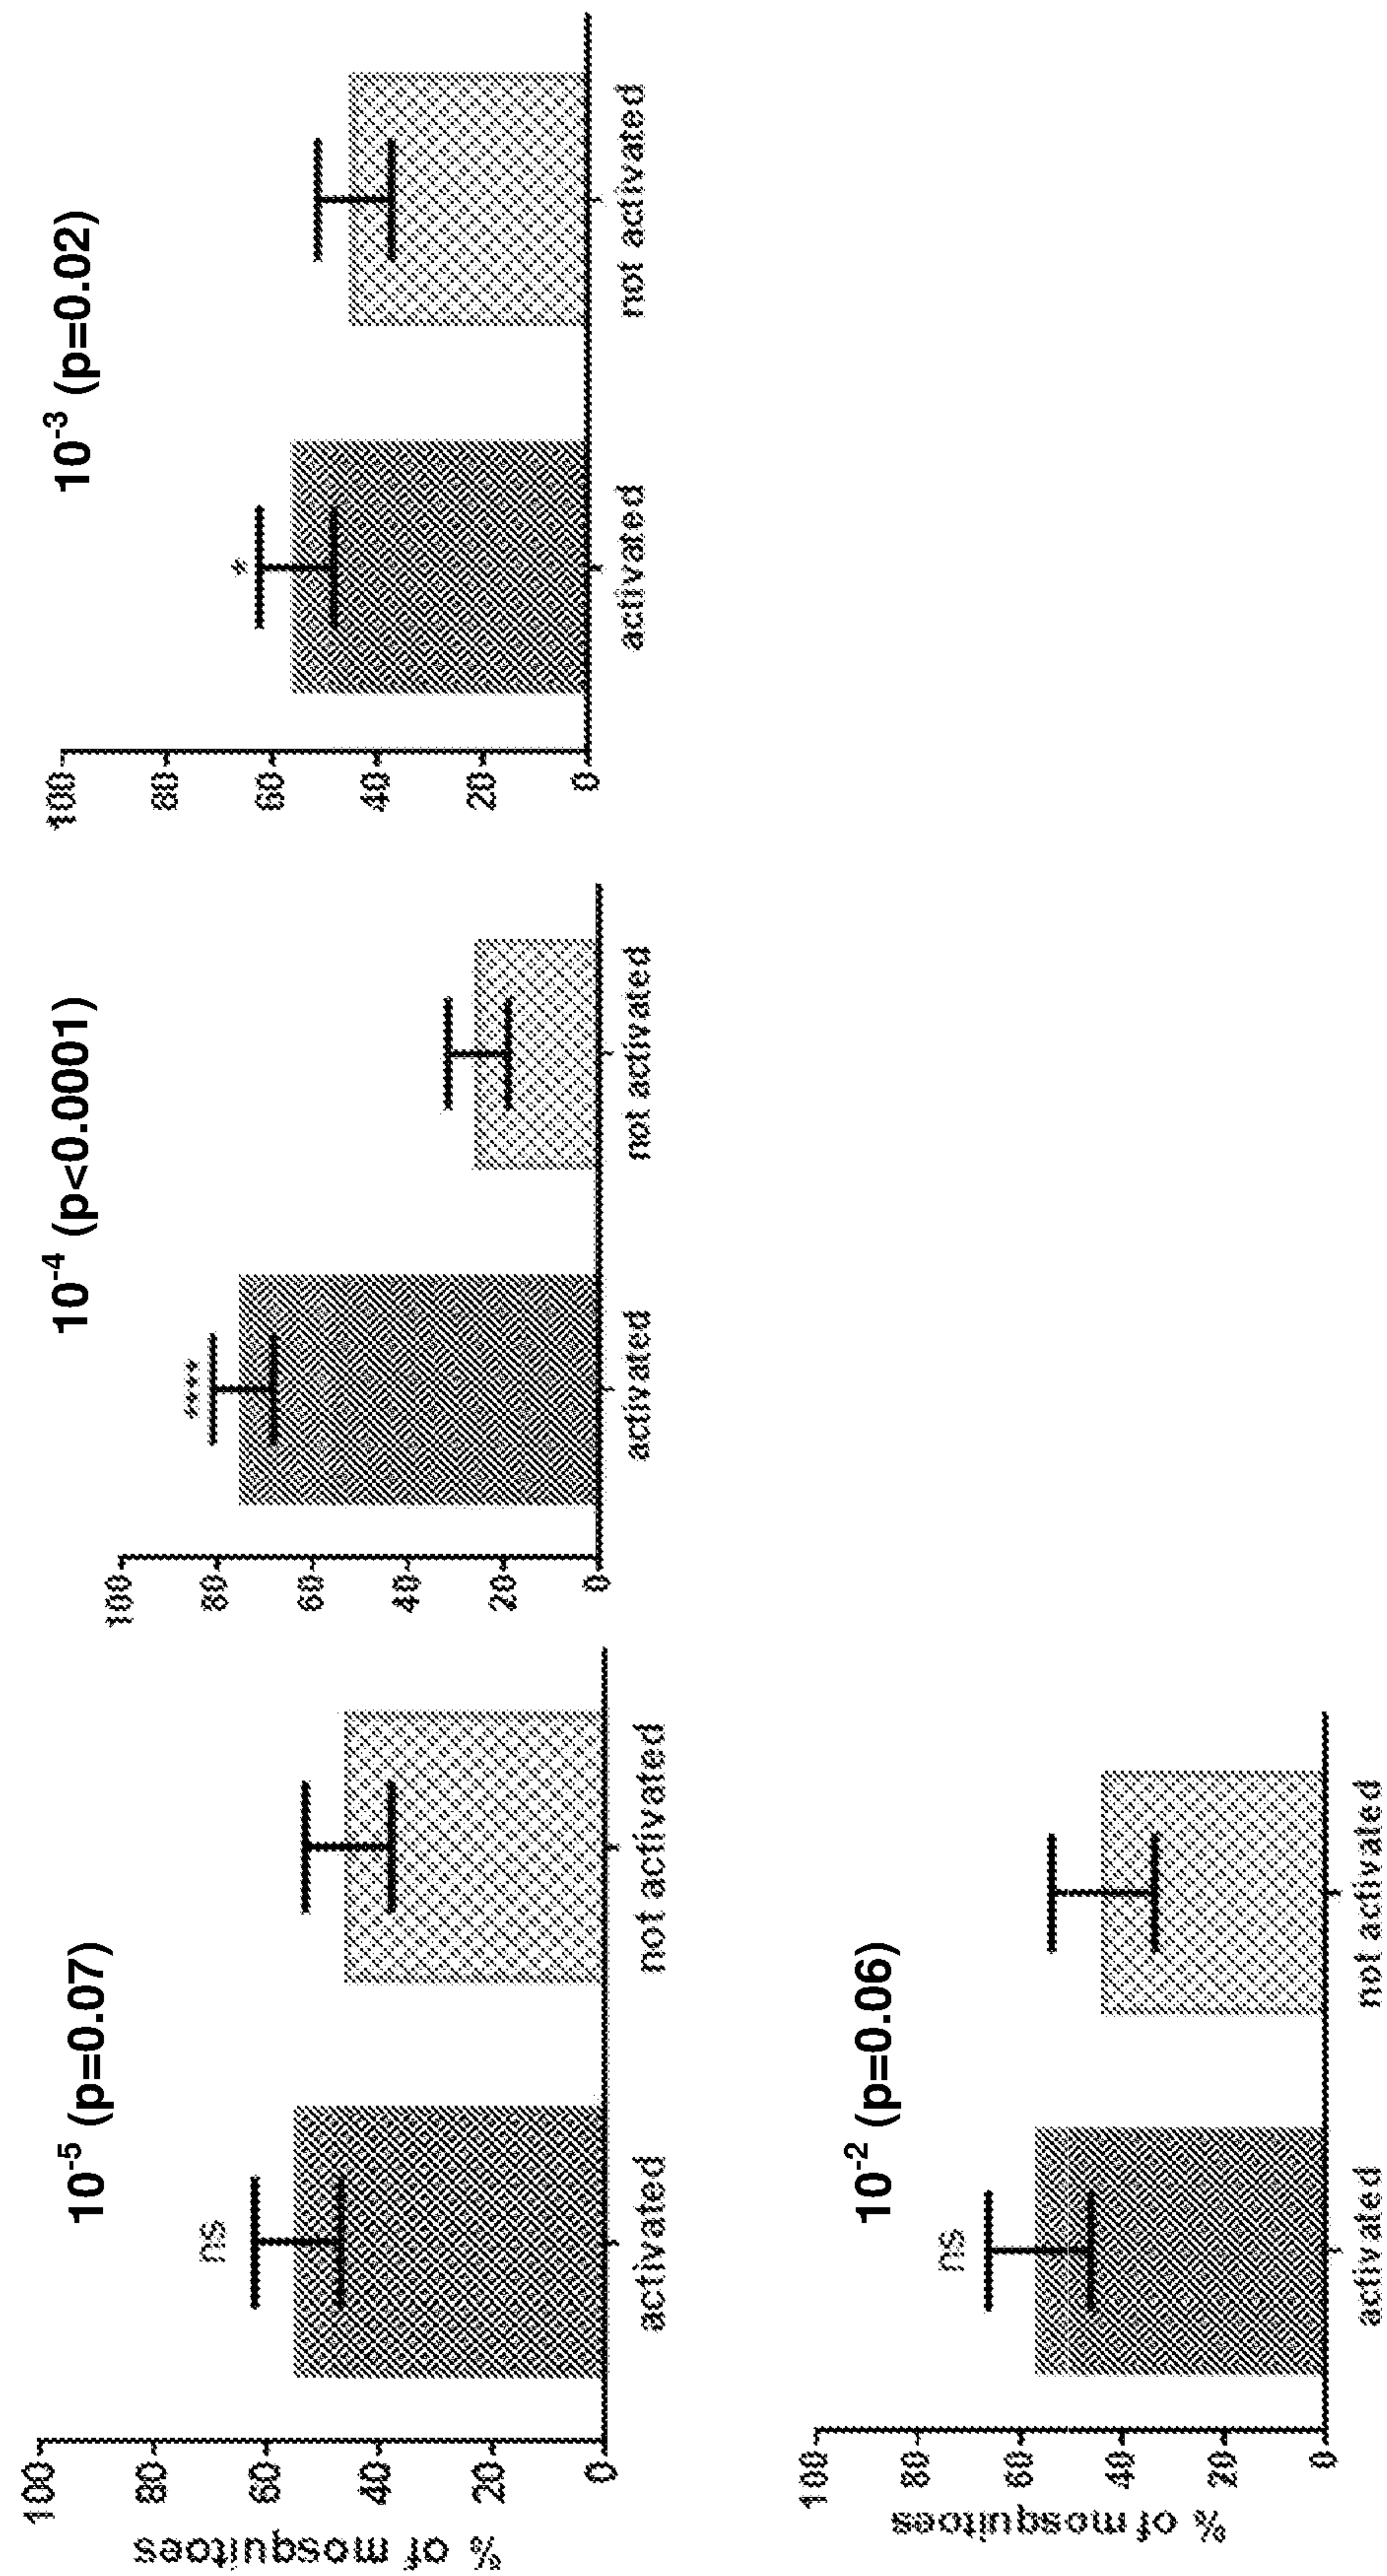 10⁻⁵ (p=0.07)
% of mosquitoes
100
80
60
40
20
0
ns
activated
not activated
10⁻⁴ (p<0.0001)
100
80
60
40
20
0
****
activated
not activated
10⁻³ (p=0.02)
100
80
60
40
20
0
*
activated
not activated
10⁻² (p=0.06)
% of mosquitoes
100
80
60
40
20
0
ns
activated
not activated